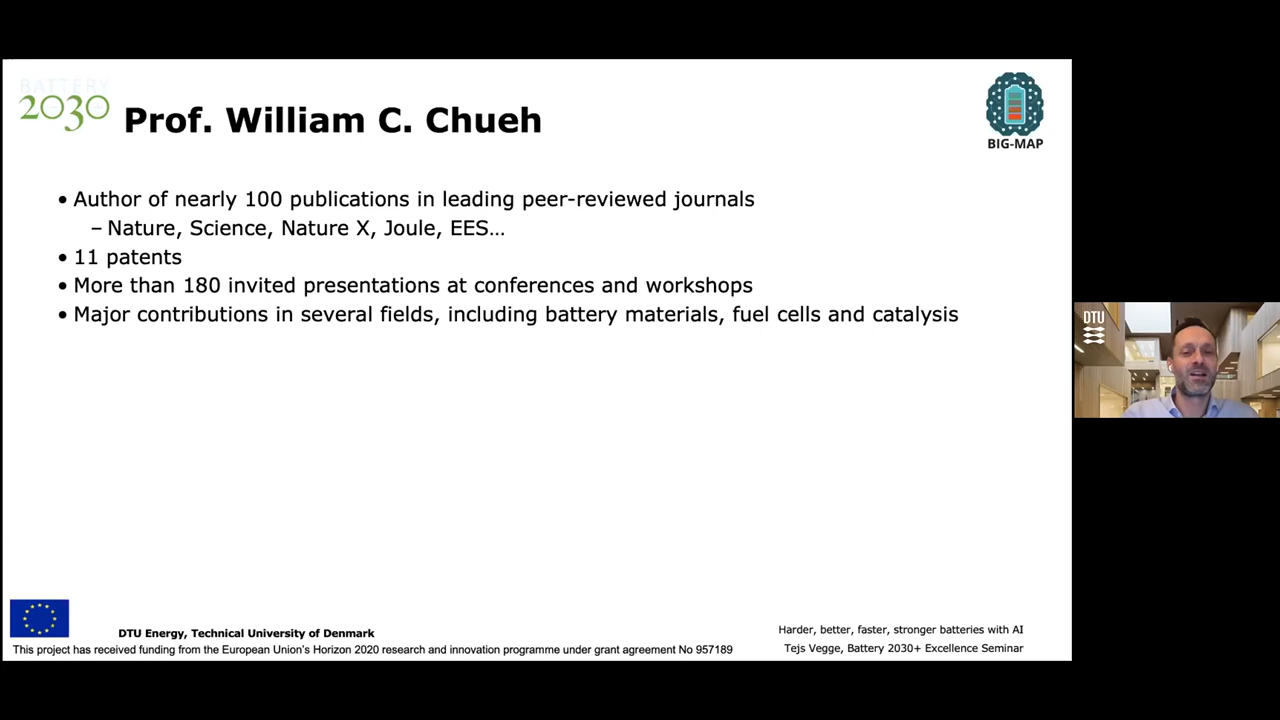 BATTERY
2030
Prof. William C. Chueh
BIG-MAP
• Author of nearly 100 publications in leading peer-reviewed journals
– Nature, Science, Nature X, Joule, EES…
• 11 patents
• More than 180 invited presentations at conferences and workshops
• Major contributions in several fields, including battery materials, fuel cells and catalysis
DTU
DTU Energy, Technical University of Denmark
This project has received funding from the European Union's Horizon 2020 research and innovation programme under grant agreement No 957189
Harder, better, faster, stronger batteries with AI
Tejs Vegge, Battery 2030+ Excellence Seminar